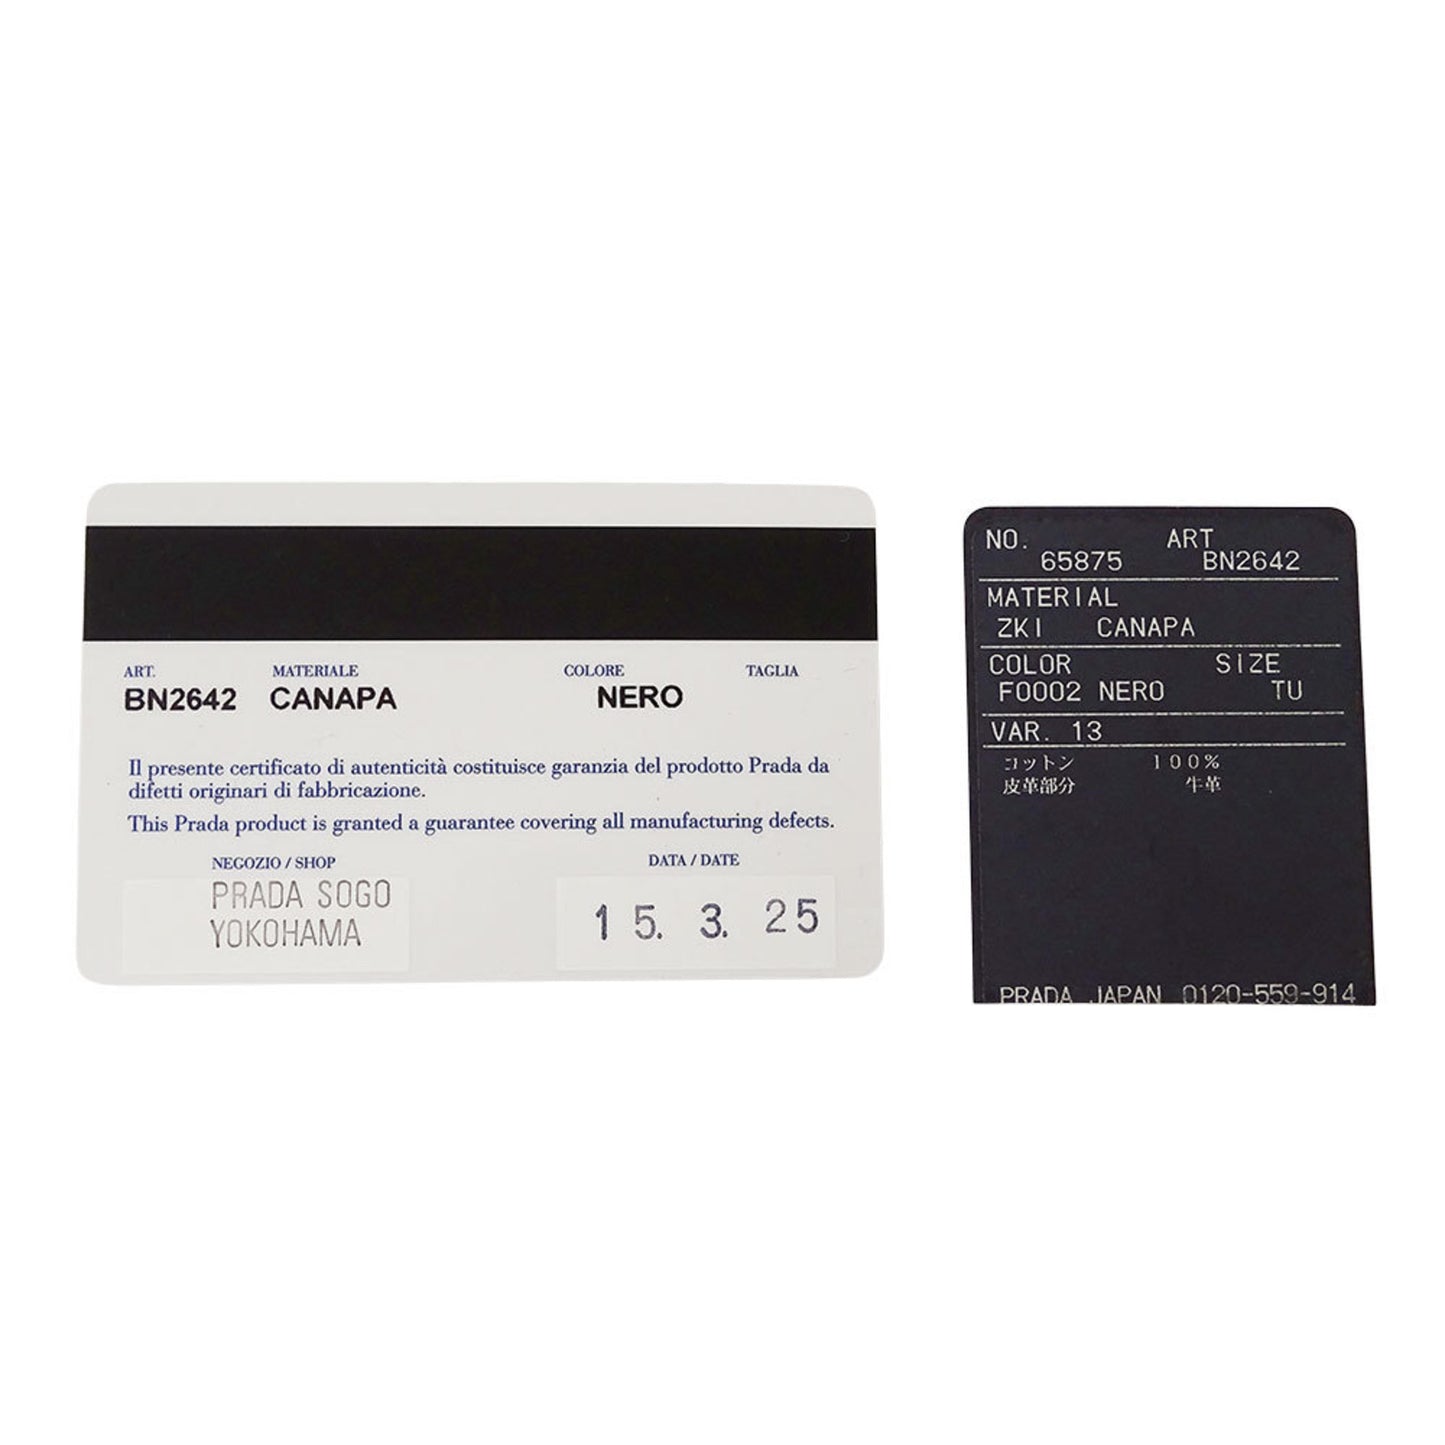 ART. MATERIALE COLORE TAGLIA
BN2642 CANAPA NERO
Il presente certificato di autenticità costituisce garanzia del prodotto Prada da
difetti originari di fabbricazione.
This Prada product is granted a guarantee covering all manufacturing defects.
NEGOZIO / SHOP DATA / DATE
PRADA SOGO
YOKOHAMA
15. 3. 25
NO. ART
65875 BN2642
MATERIAL
ZKI CANAPA
COLOR SIZE
F0002 NERO TU
VAR. 13
コットン 100%
皮革部分 牛革
PRADA JAPAN 0120-559-914